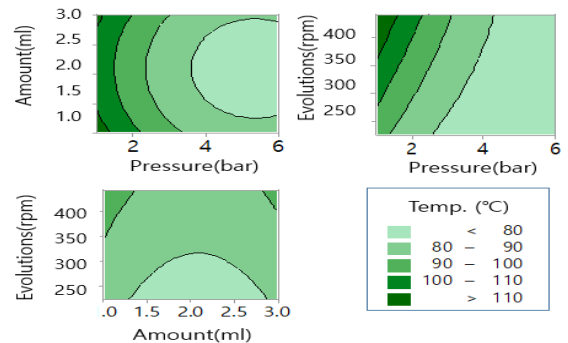 Amount(ml)
3.0
2.5
2.0
1.5
1.0
2 4 6
Pressure(bar)
Evolutions(rpm)
400
350
300
250
2 4 6
Pressure(bar)
Evolutions(rpm)
400
350
300
250
.0 1.5 2.0 2.5 3.0
Amount(ml)
Temp. (°C)
< 80
80 – 90
90 – 100
100 – 110
> 110